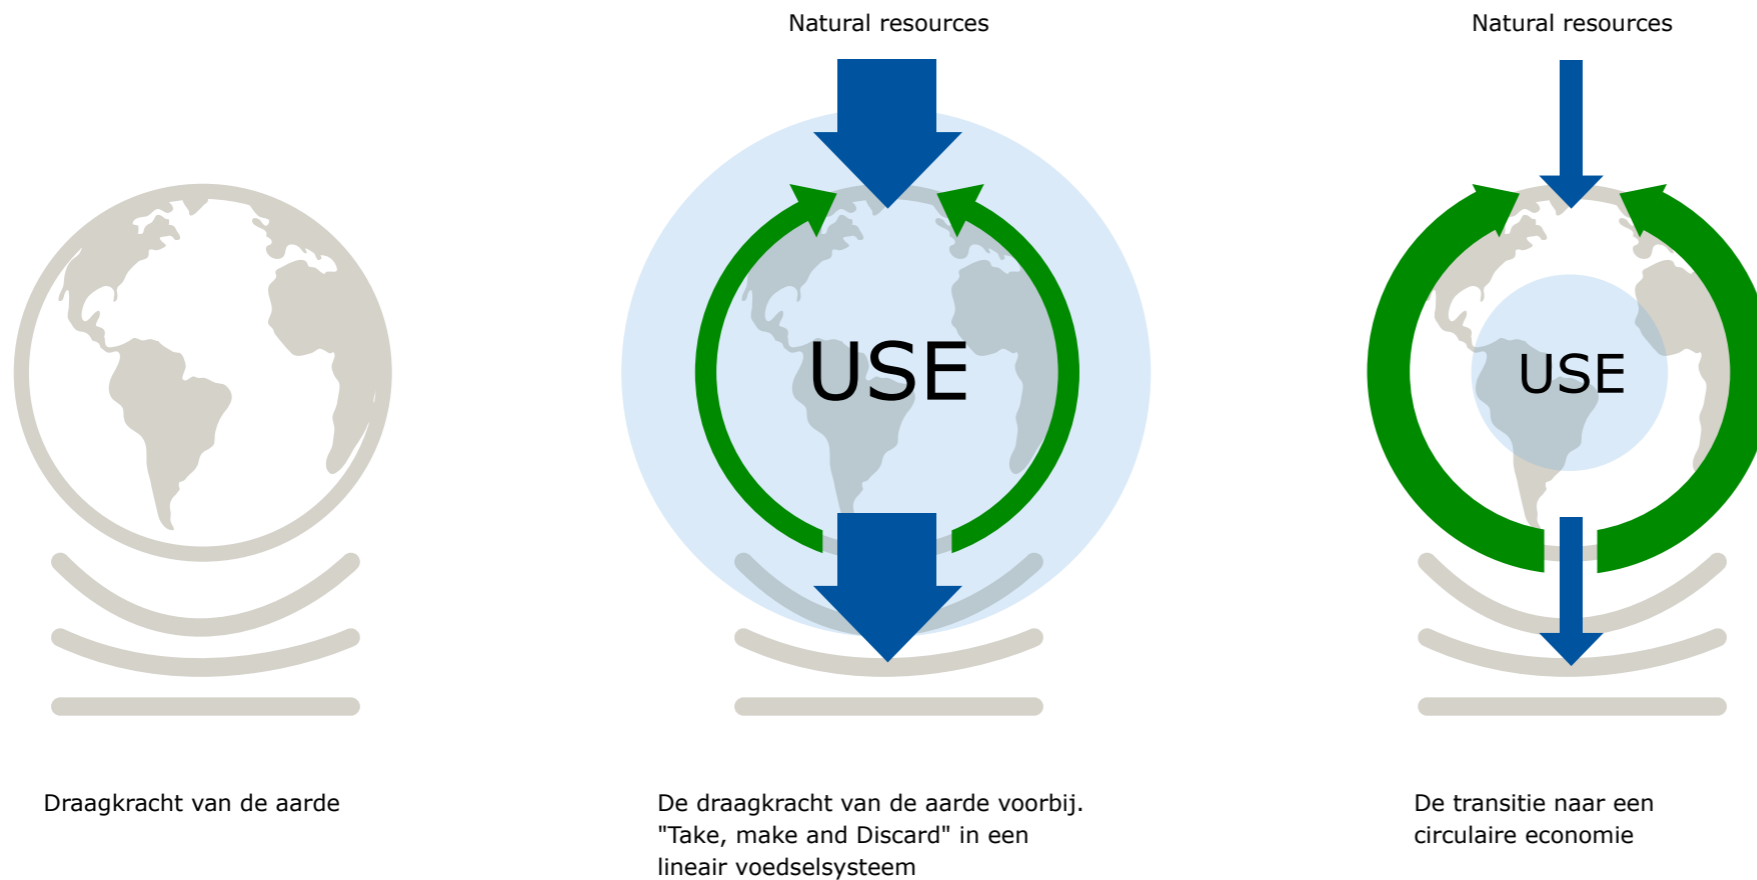 Natural resources
Natural resources
USE
USE
Draagkracht van de aarde
De draagkracht van de aarde voorbij.
"Take, make and Discard" in een
lineair voedselsysteem
De transitie naar een
circulaire economie